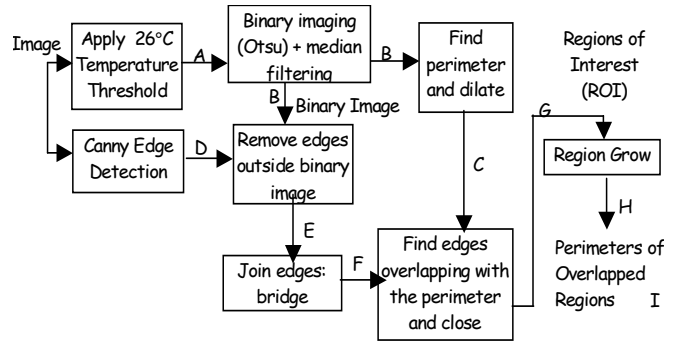 Image
Apply 26°C
Temperature
Threshold
A
Binary imaging
(Otsu) + median
filtering
B
Find
perimeter
and dilate
Regions of
Interest
(ROI)
B
Binary Image
G
Canny Edge
Detection
D
Remove edges
outside binary
image
C
Region Grow
E
H
Join edges:
bridge
F
Find edges
overlapping with
the perimeter
and close
Perimeters of
Overlapped
Regions I